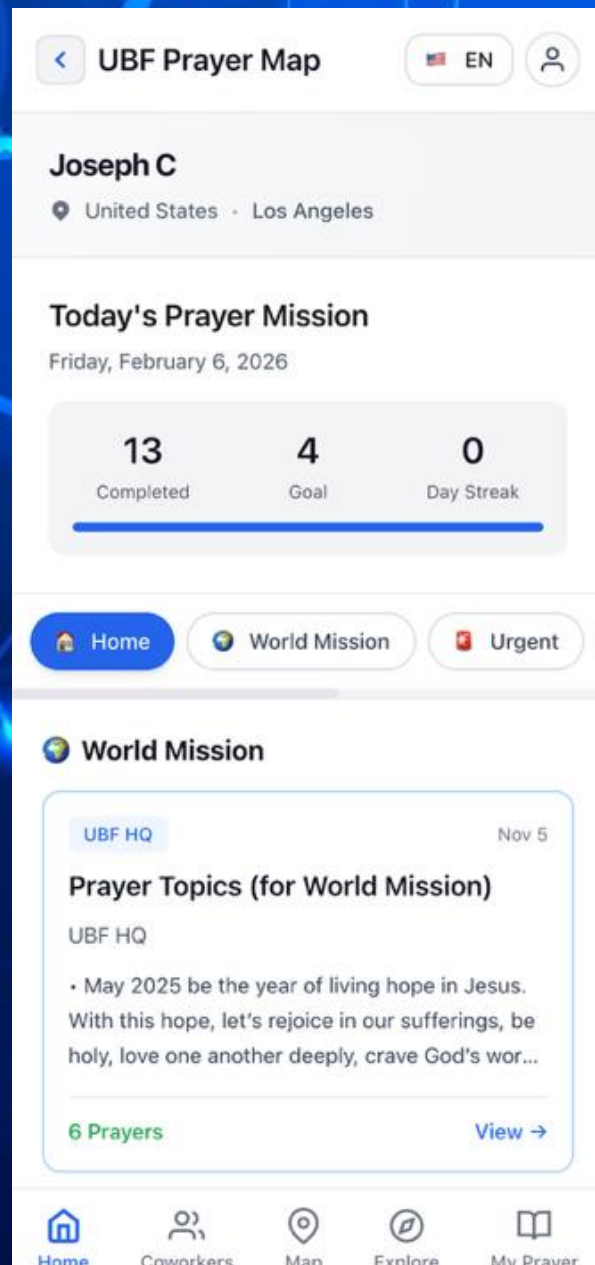 UBF Prayer Map
EN
Joseph C
United States · Los Angeles
Today's Prayer Mission
Friday, February 6, 2026
13 4 0
Completed Goal Day Streak
Home World Mission Urgent
World Mission
UBF HQ Nov 5
Prayer Topics (for World Mission)
UBF HQ
• May 2025 be the year of living hope in Jesus.
With this hope, let's rejoice in our sufferings, be
holy, love one another deeply, crave God's wor...
6 Prayers View →
Home Coworkers Map Explore My Prayer